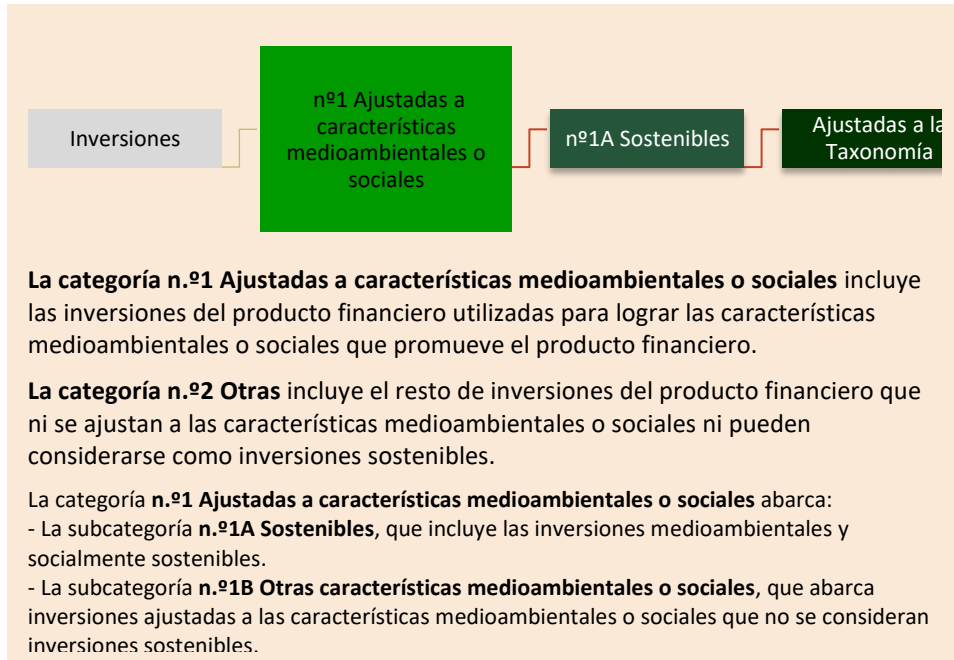 Inversiones
nº1 Ajustadas a
características
medioambientales o
sociales
nº1A Sostenibles
Ajustadas a la
Taxonomía
La categoría n.º1 Ajustadas a características medioambientales o sociales incluye
las inversiones del producto financiero utilizadas para lograr las características
medioambientales o sociales que promueve el producto financiero.
La categoría n.º2 Otras incluye el resto de inversiones del producto financiero que
ni se ajustan a las características medioambientales o sociales ni pueden
considerarse como inversiones sostenibles.
La categoría n.º1 Ajustadas a características medioambientales o sociales abarca:
- La subcategoría n.º1A Sostenibles, que incluye las inversiones medioambientales y
socialmente sostenibles.
- La subcategoría n.º1B Otras características medioambientales o sociales, que abarca
inversiones ajustadas a las características medioambientales o sociales que no se consideran
inversiones sostenibles.